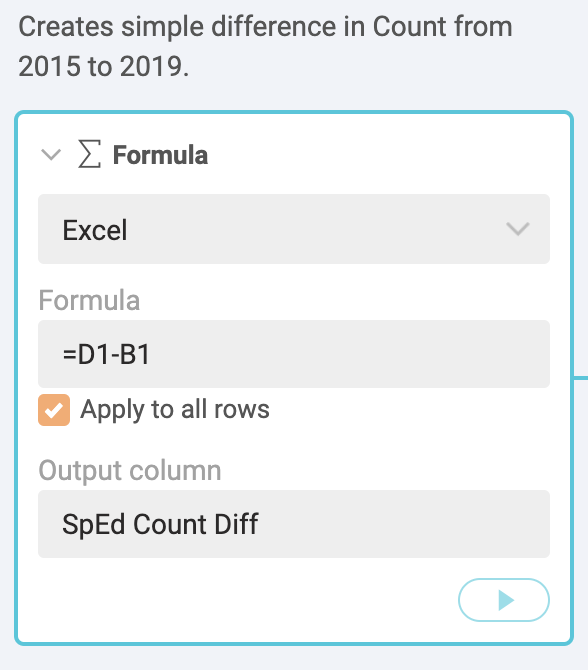 Creates simple difference in Count from
2015 to 2019.
∑ Formula
Excel
Formula
=D1-B1
Apply to all rows
Output column
SpEd Count Diff